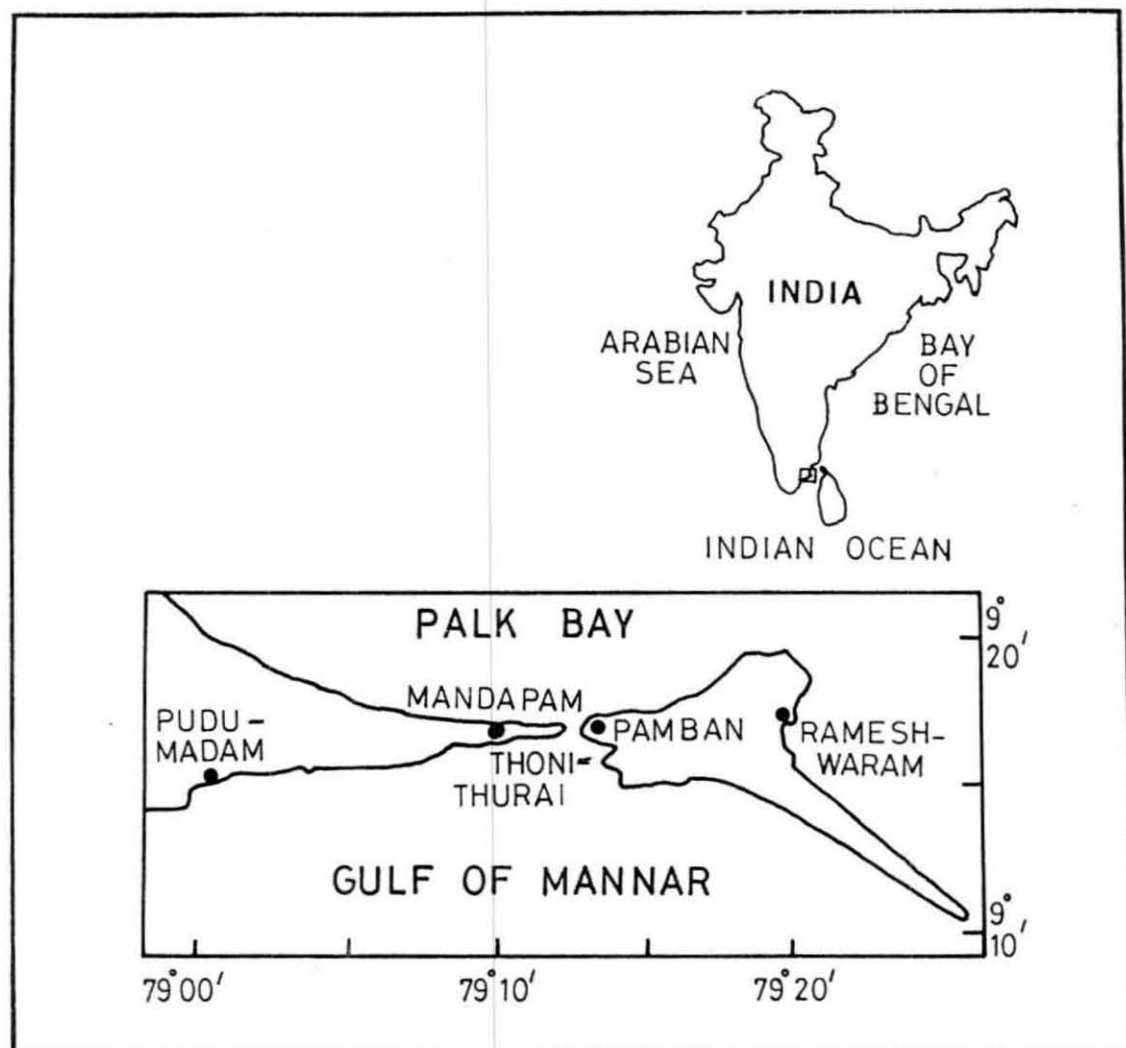 INDIA
ARABIAN
SEA
BAY
OF
BENGAL
INDIAN OCEAN
PALK BAY
9°
20'
MANDAPAM
PUDU-
MADAM
PAMBAN
RAMESH-
WARAM
THONI-
THURAI
GULF OF MANNAR
9°
10'
79°00'
79°10'
79°20'